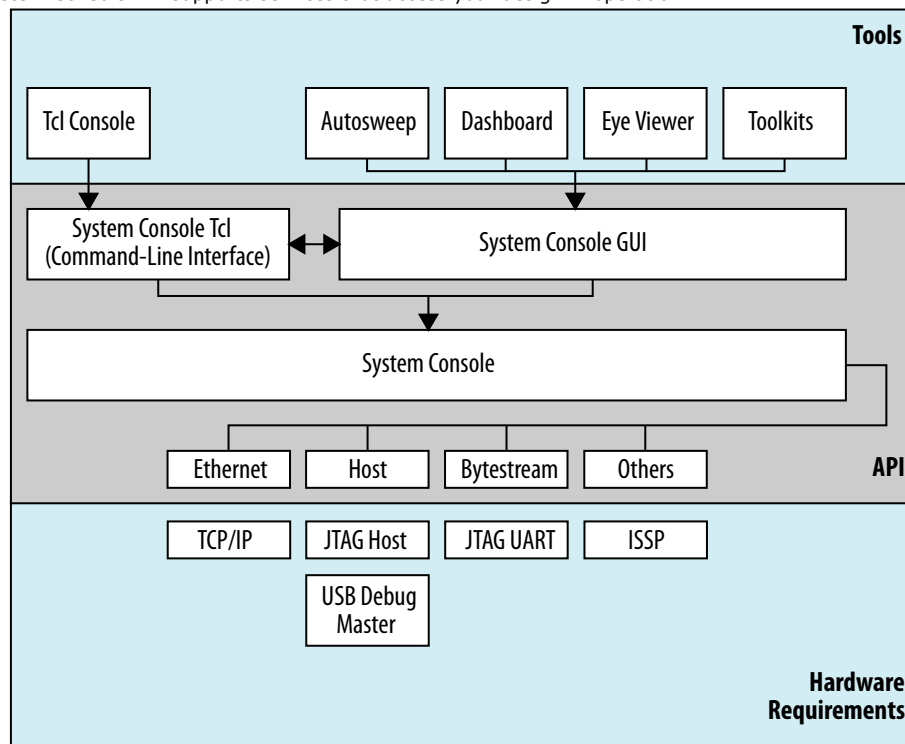 Tools
Tcl Console
Autosweep
Dashboard
Eye Viewer
Toolkits
System Console Tcl
(Command-Line Interface)
System Console GUI
System Console
Ethernet
Host
Bytestream
Others
API
TCP/IP
JTAG Host
JTAG UART
ISSP
USB Debug
Master
Hardware
Requirements